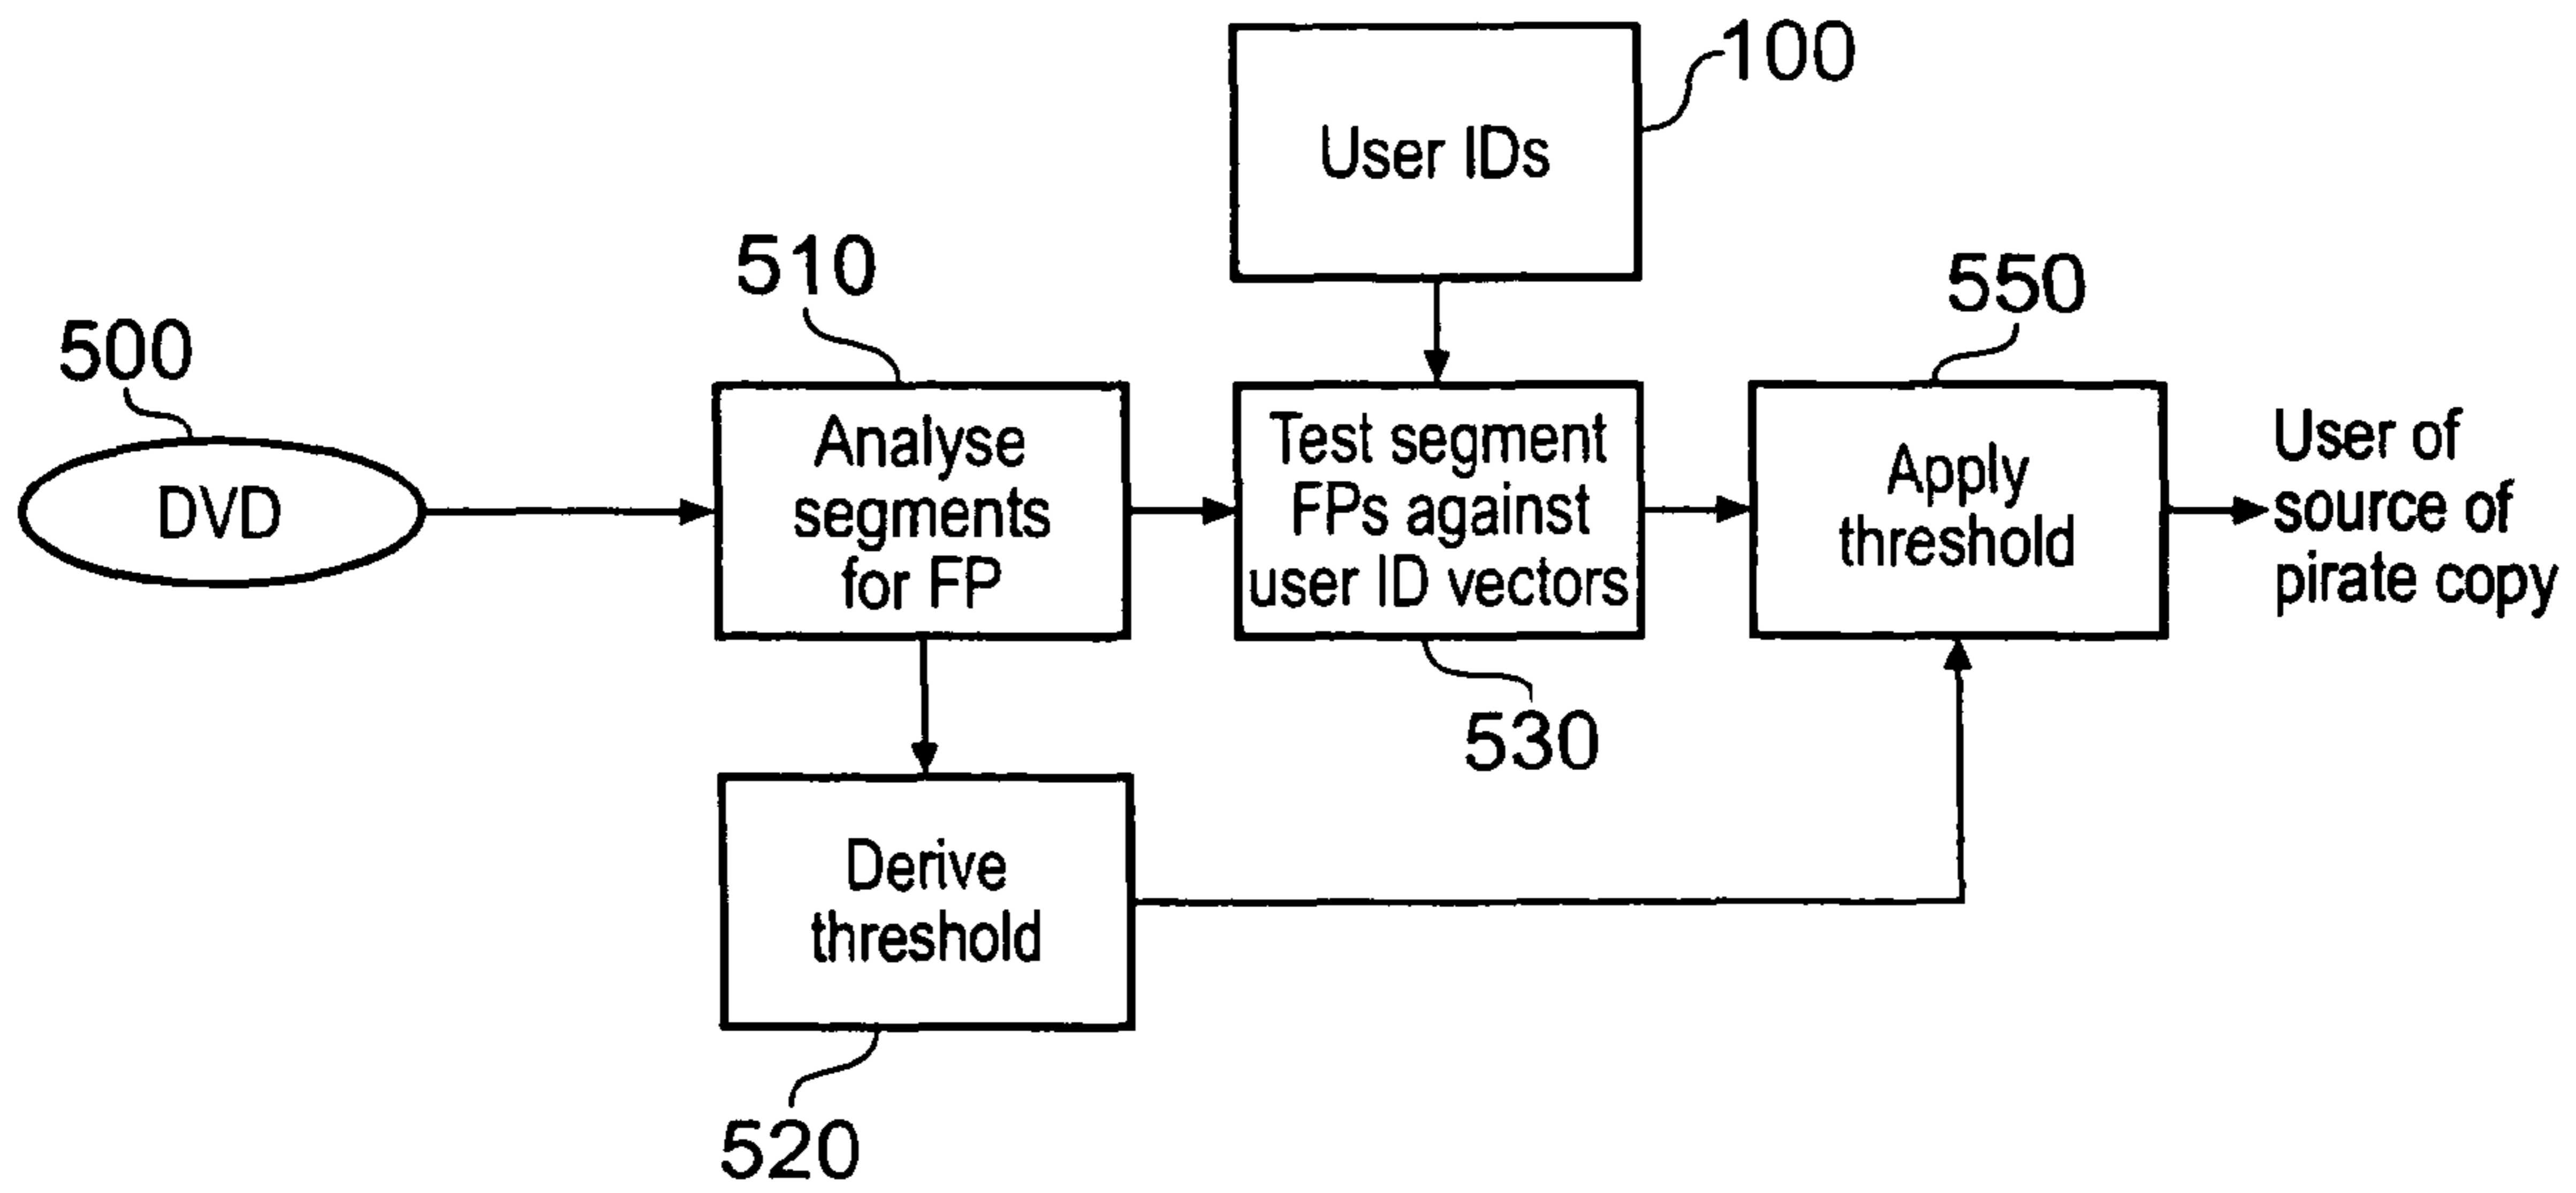 100
User IDs
510
550
500
DVD
Analyse
segments
for FP
Test segment
FPs against
user ID vectors
Apply
threshold
User of
source of
pirate copy
530
Derive
threshold
520